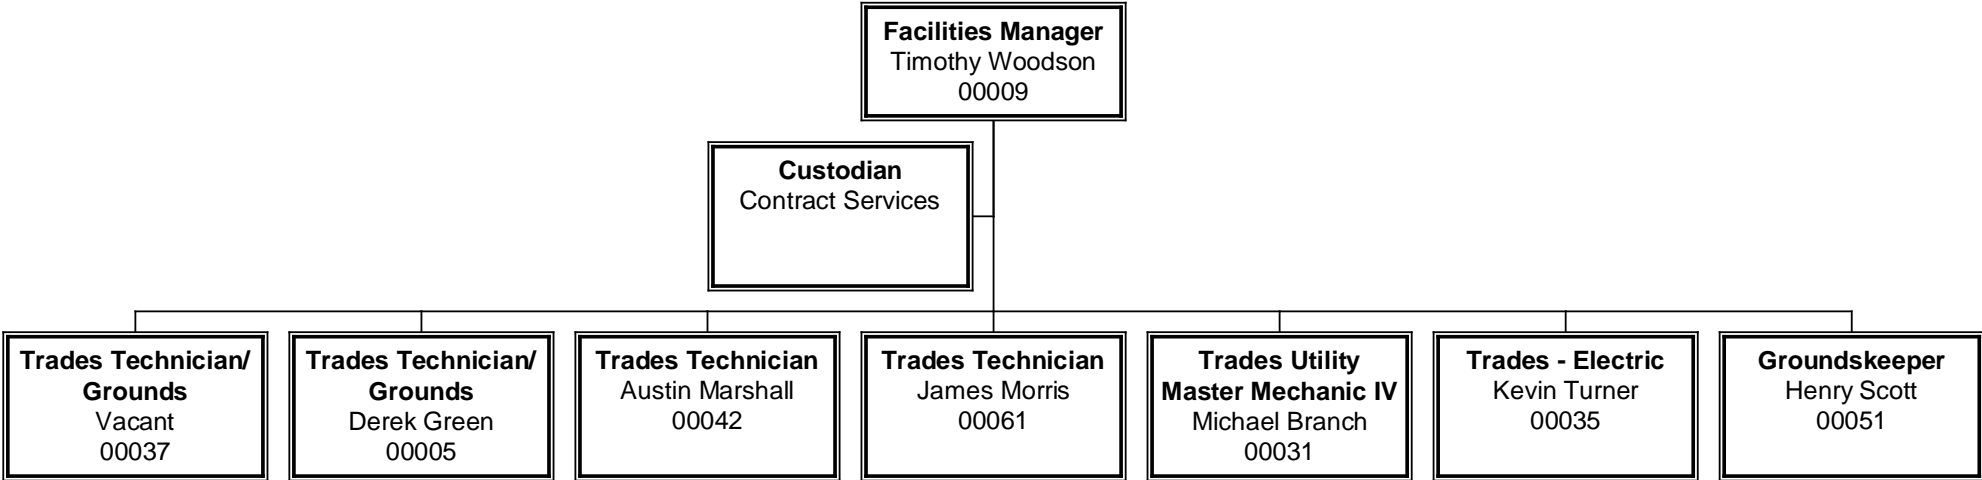 Facilities Manager
Timothy Woodson
00009
Custodian
Contract Services
Trades Technician/
Grounds
Vacant
00037
Trades Technician/
Grounds
Derek Green
00005
Trades Technician
Austin Marshall
00042
Trades Technician
James Morris
00061
Trades Utility
Master Mechanic IV
Michael Branch
00031
Trades - Electric
Kevin Turner
00035
Groundskeeper
Henry Scott
00051